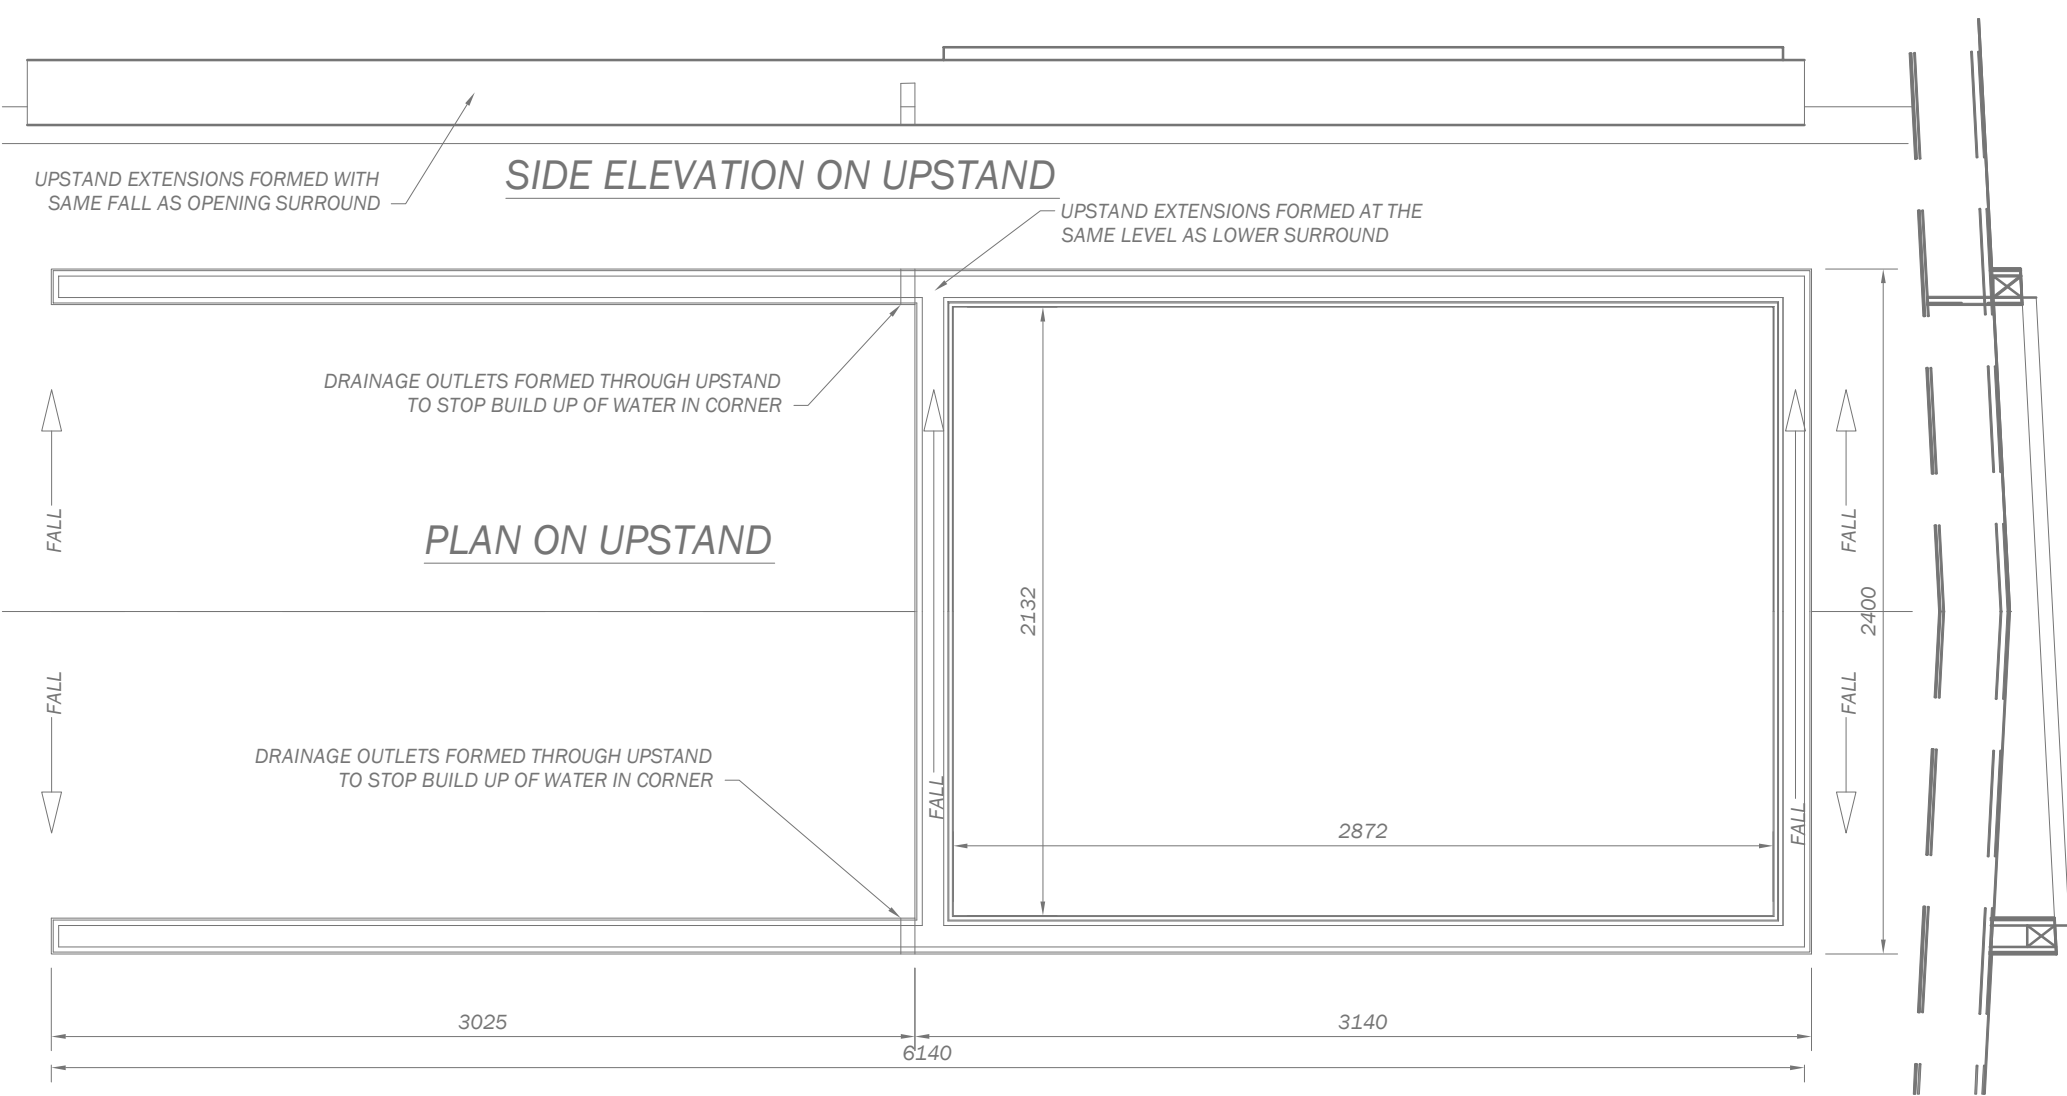 SIDE ELEVATION ON UPSTAND
UPSTAND EXTENSIONS FORMED WITH
SAME FALL AS OPENING SURROUND
UPSTAND EXTENSIONS FORMED AT THE
SAME LEVEL AS LOWER SURROUND
DRAINAGE OUTLETS FORMED THROUGH UPSTAND
TO STOP BUILD UP OF WATER IN CORNER
FALL
FALL
PLAN ON UPSTAND
2132
2400
FALL
FALL
DRAINAGE OUTLETS FORMED THROUGH UPSTAND
TO STOP BUILD UP OF WATER IN CORNER
FALL
FALL
2872
3025
3140
6140